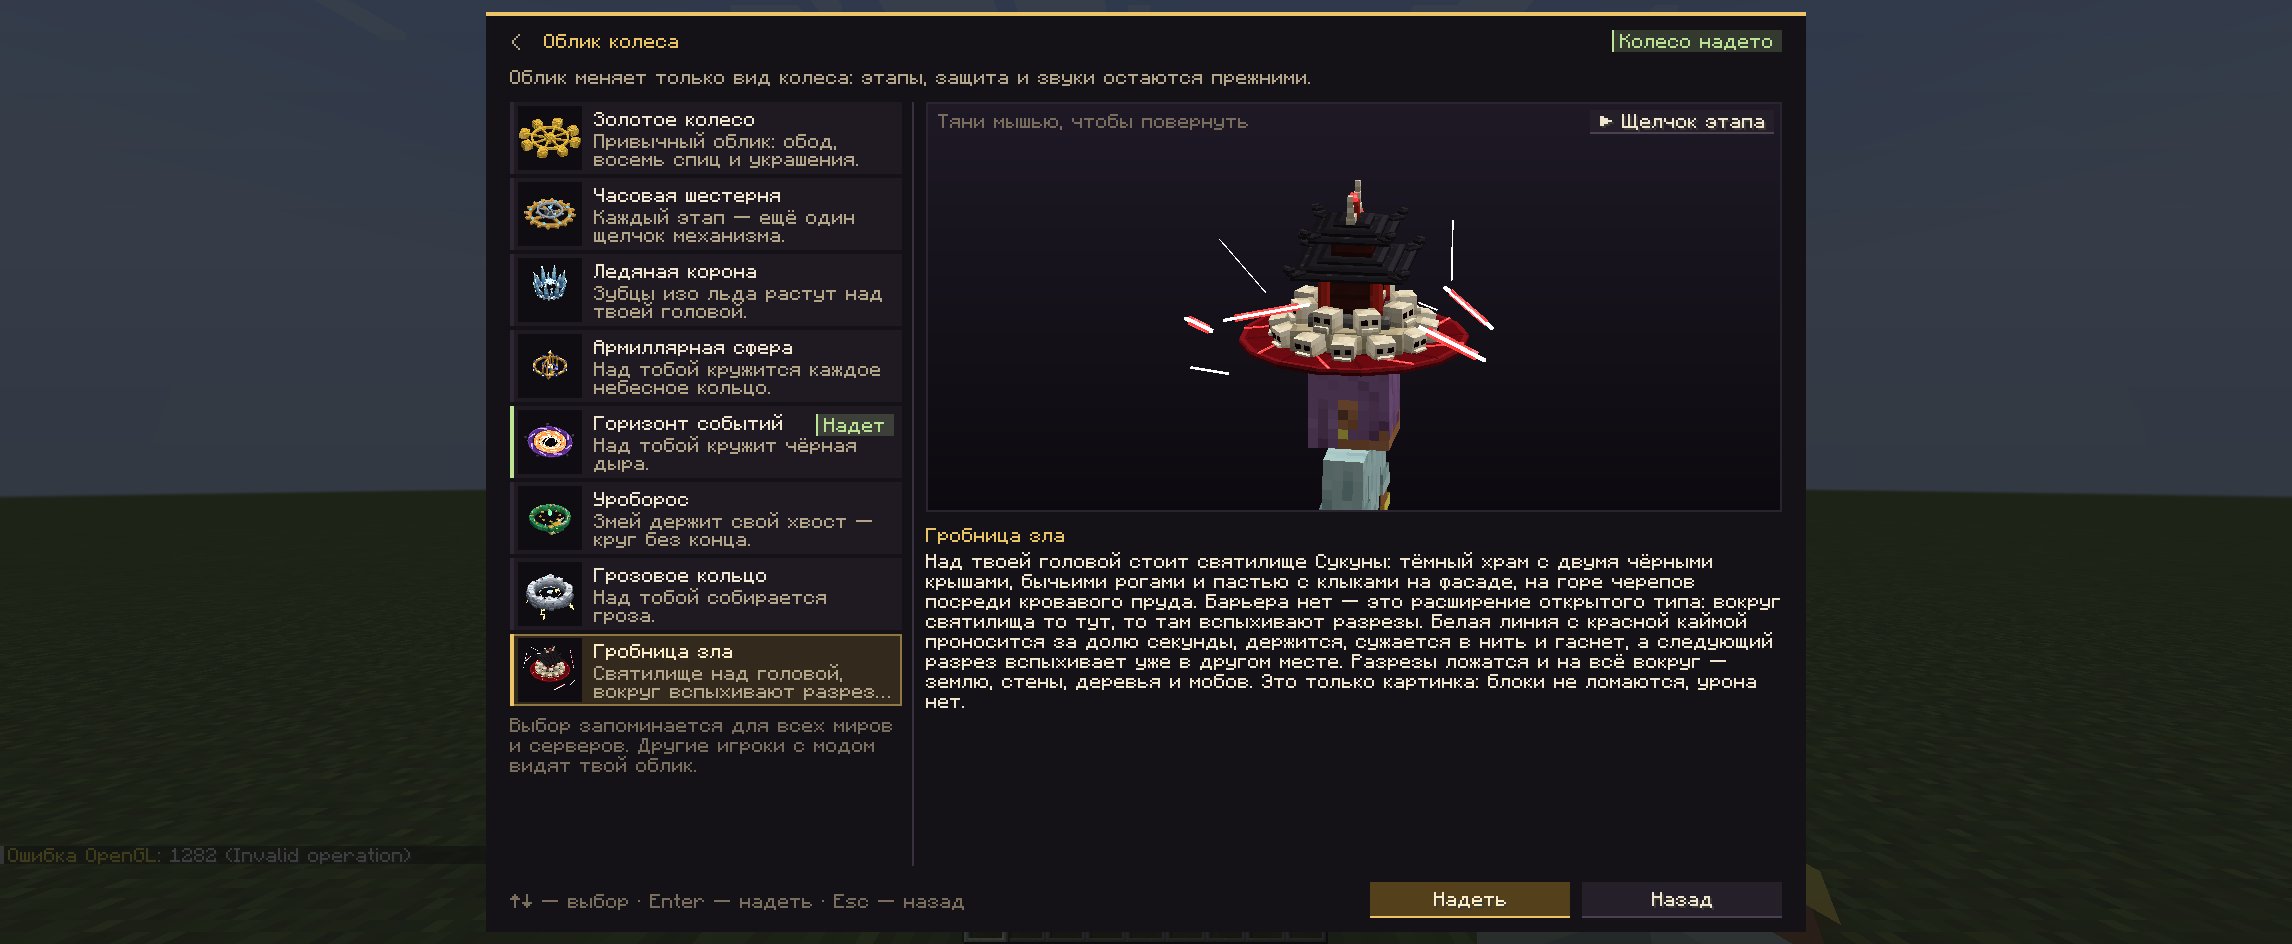 Облик колеса
Колесо надето
Облик меняет только вид колеса: этапы, защита и звуки остаются прежними.
Золотое колесо
Привычный облик: обод,
восемь спиц и украшения.
Часовая шестерня
Каждый этап — ещё один
щелчок механизма.
Ледяная корона
Зубцы изо льда растут над
твоей головой.
Армиллярная сфера
Над тобой кружится каждое
небесное кольцо.
Горизонт событий
Надет
Над тобой кружит чёрная
дыра.
Уроборос
Змей держит свой хвост —
круг без конца.
Грозовое кольцо
Над тобой собирается
гроза.
Гробница зла
Святилище над головой,
вокруг вспыхивают разрез...
Выбор запоминается для всех миров
и серверов. Другие игроки с модом
видят твой облик.
Тяни мышью, чтобы повернуть
► Щелчок этапа
Гробница зла
Над твоей головой стоит святилище Сукуны: тёмный храм с двумя чёрными
крышами, бычьими рогами и пастью с клыками на фасаде, на горе черепов
посреди кровавого пруда. Барьера нет — это расширение открытого типа: вокруг
святилища то тут, то там вспыхивают разрезы. Белая линия с красной каймой
проносится за долю секунды, держится, сужается в нить и гаснет, а следующий
разрез вспыхивает уже в другом месте. Разрезы ложатся и на всё вокруг —
землю, стены, деревья и мобов. Это только картинка: блоки не ломаются, урона
нет.
Ошибка OpenGL: 1282 (Invalid operation)
↑↓ — выбор · Enter — надеть · Esc — назад
Надеть
Назад